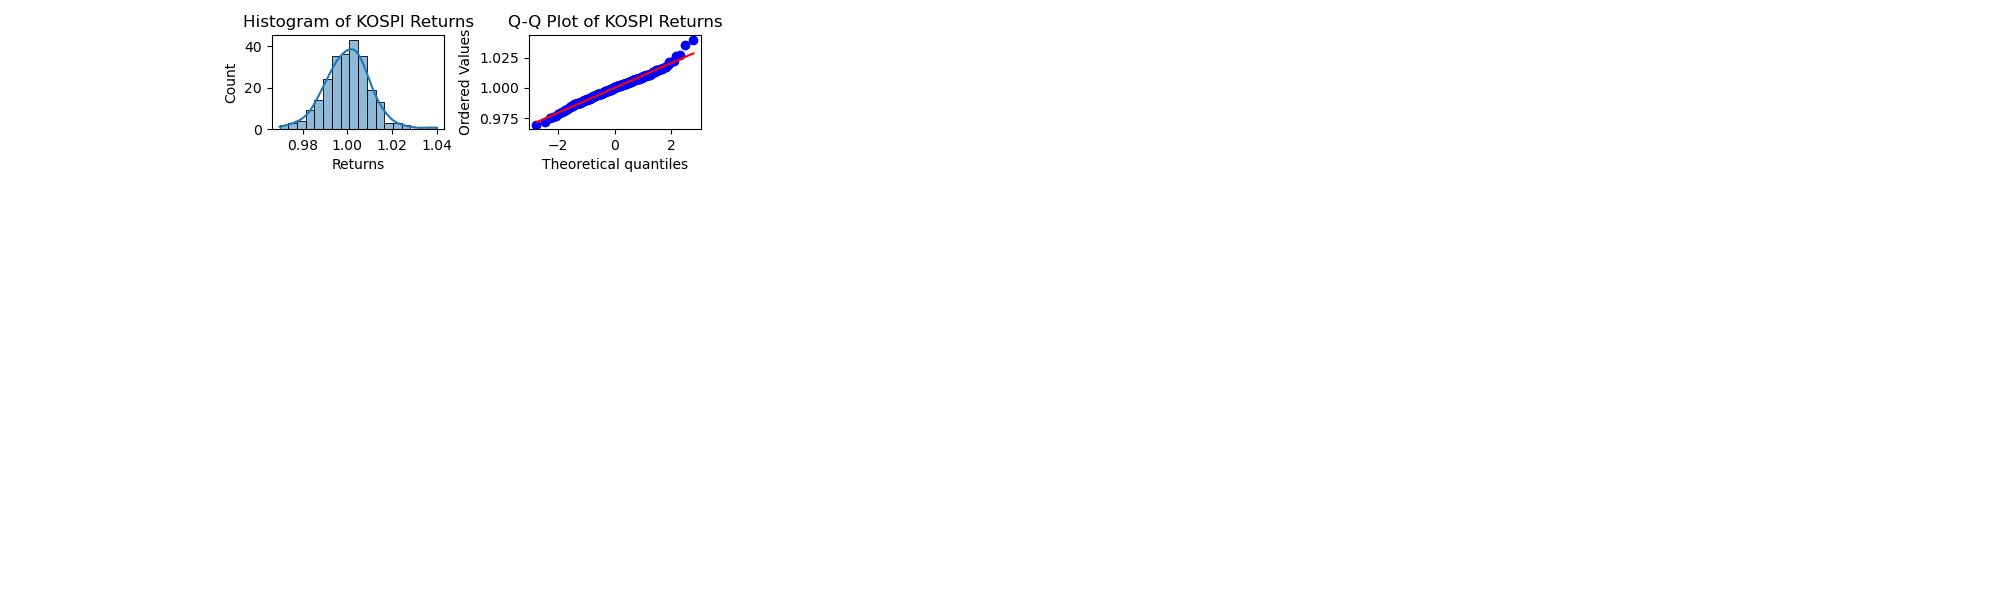 Histogram of KOSPI Returns
Count
40
20
0
0.98 1.00 1.02 1.04
Returns
Q-Q Plot of KOSPI Returns
Ordered Values
1.025
1.000
0.975
−2 0 2
Theoretical quantiles